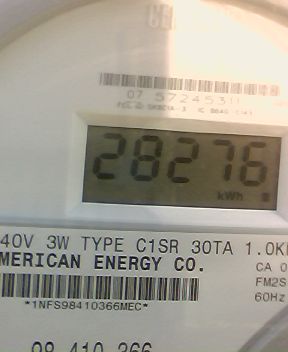 07 57245311
28276
kWh
40V 3W TYPE C1SR 30TA 1.0K
MERICAN ENERGY CO.
CA 0
FM2S
60Hz
*1NFS98410366MEC*
98 410 366